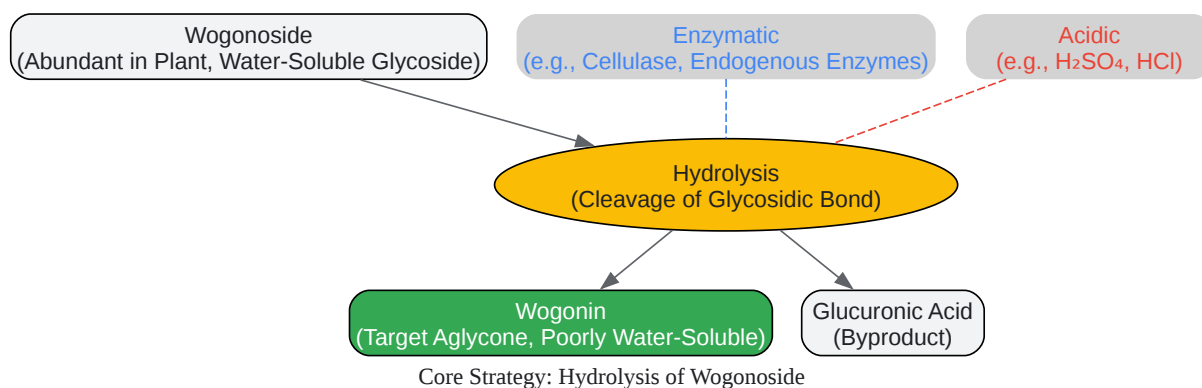 Wogonoside
(Abundant in Plant, Water-Soluble Glycoside)
Enzymatic
(e.g., Cellulase, Endogenous Enzymes)
Acidic
(e.g., H₂SO₄, HCl)
Hydrolysis
(Cleavage of Glycosidic Bond)
Wogonin
(Target Aglycone, Poorly Water-Soluble)
Glucuronic Acid
(Byproduct)
Core Strategy: Hydrolysis of Wogonoside